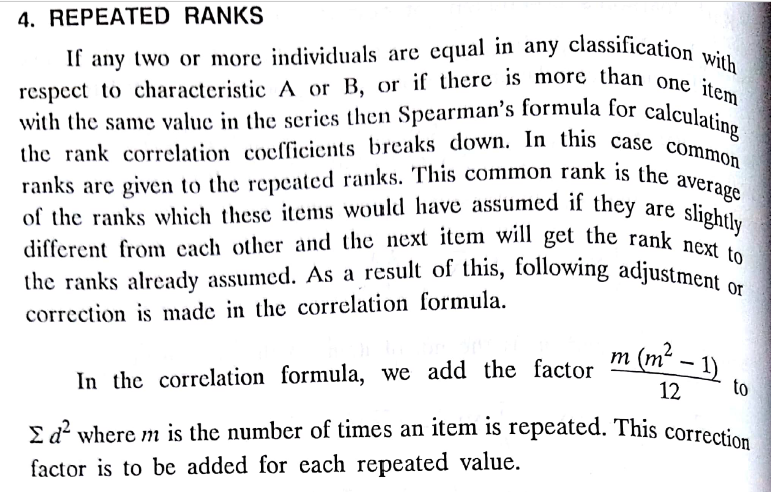 4. REPEATED RANKS
If any two or more individuals are equal in any classification with
respect to characteristic A or B, or if there is more than one item
with the same value in the series then Spearman's formula for calculating
the rank correlation coefficients breaks down. In this case common
ranks are given to the repeated ranks. This common rank is the average
of the ranks which these items would have assumed if they are slightly
different from each other and the next item will get the rank next to
the ranks already assumed. As a result of this, following adjustment or
correction is made in the correlation formula.
In the correlation formula, we add the factor m (m² – 1) / 12 to
Σ d² where m is the number of times an item is repeated. This correction
factor is to be added for each repeated value.